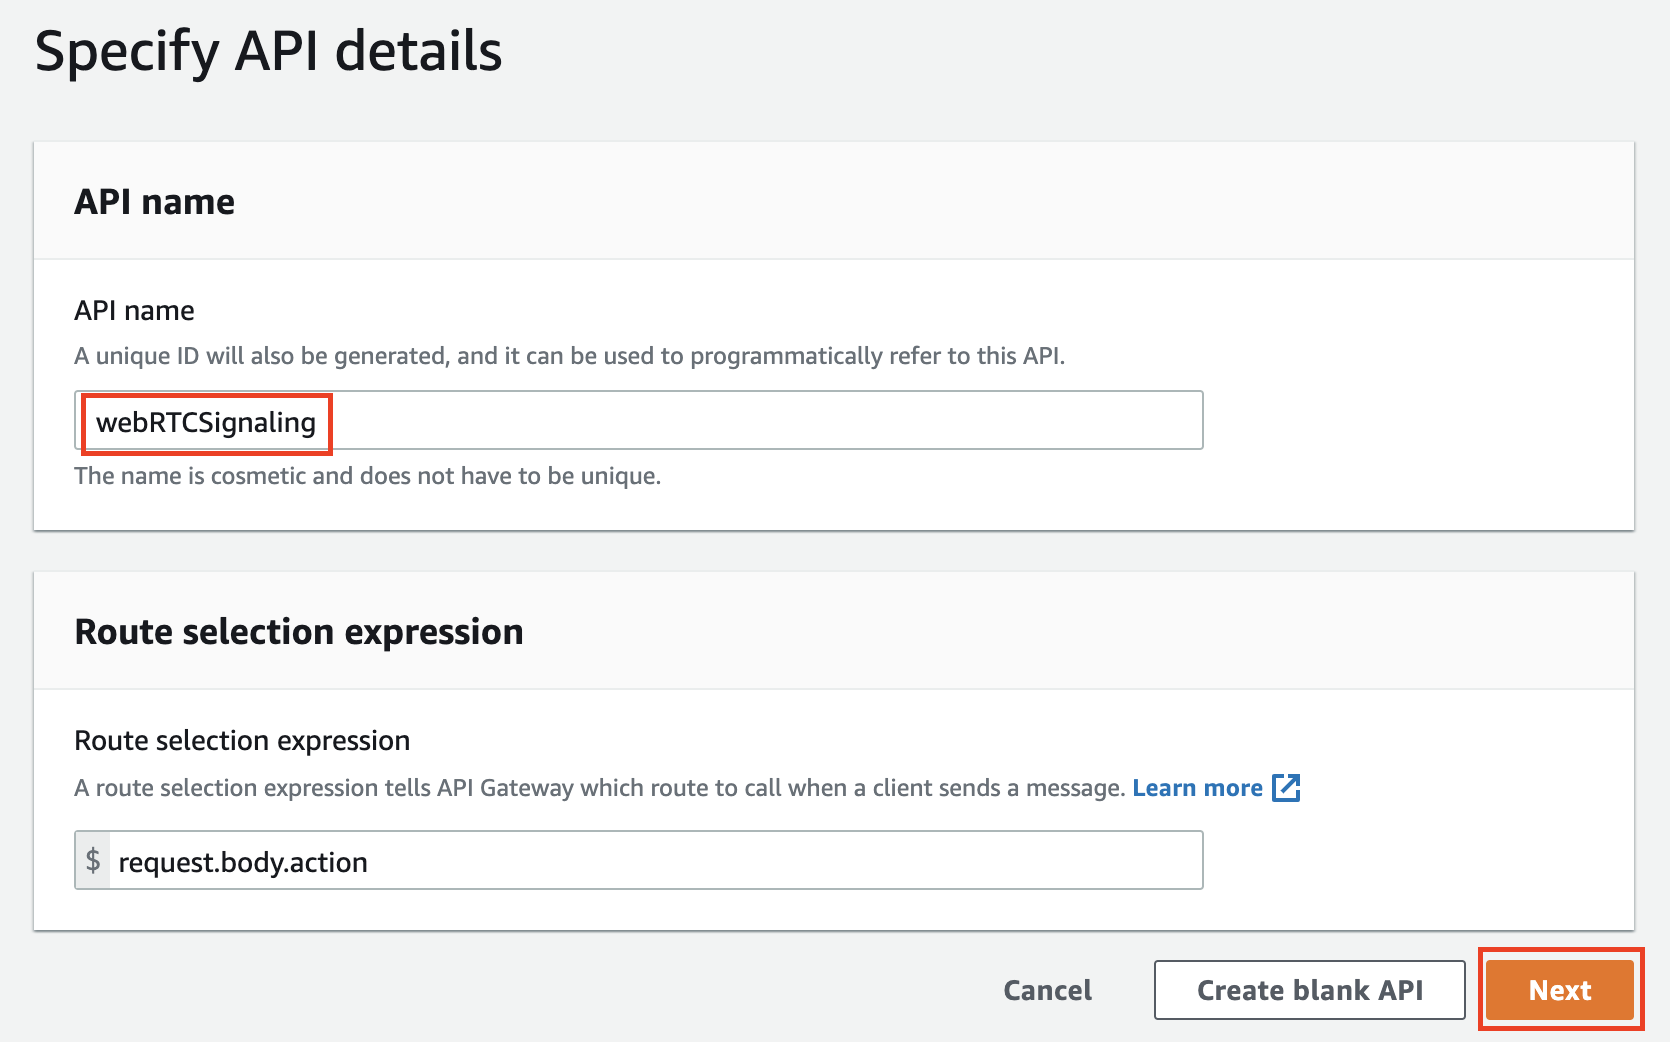 Specify API details
API name
API name
A unique ID will also be generated, and it can be used to programmatically refer to this API.
webRTCSignaling
The name is cosmetic and does not have to be unique.
Route selection expression
Route selection expression
A route selection expression tells API Gateway which route to call when a client sends a message. Learn more
$ request.body.action
Cancel Create blank API Next